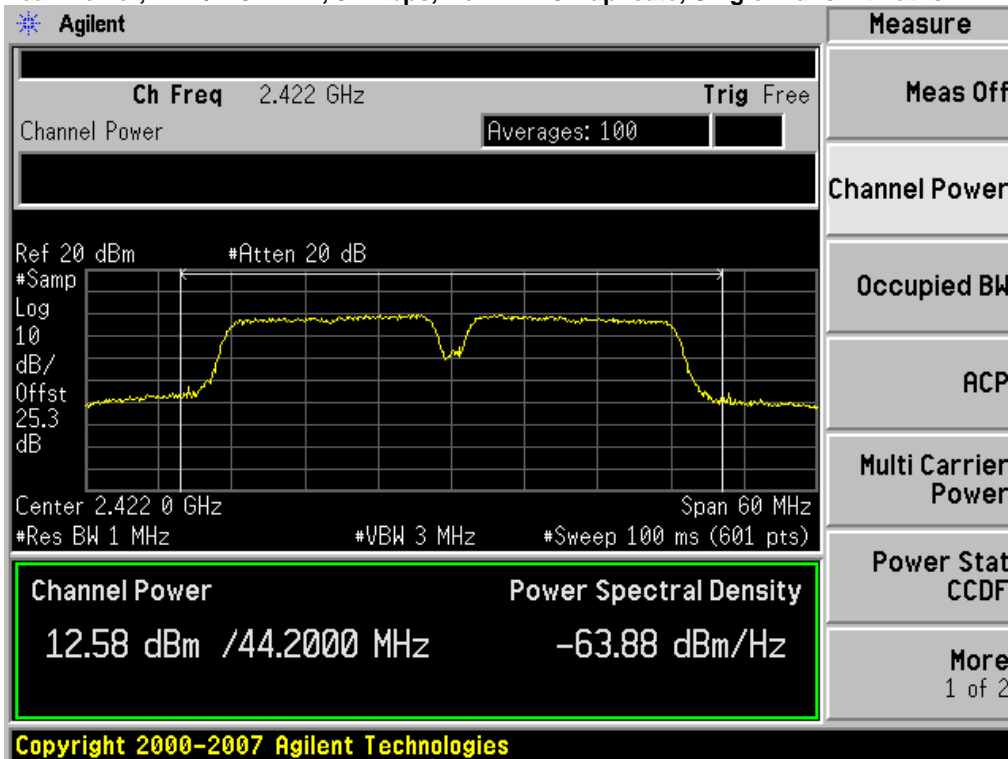 Agilent
Measure
Ch Freq 2.422 GHz Trig Free
Meas Off
Channel Power Averages: 100
Channel Power
Ref 20 dBm #Atten 20 dB
#Samp
Log
10
dB/
Offst
25.3
dB
Occupied BW
ACP
Multi Carrier
Power
Center 2.422 0 GHz Span 60 MHz
#Res BW 1 MHz #VBW 3 MHz #Sweep 100 ms (601 pts)
Power Stat
CCDF
Channel Power Power Spectral Density
12.58 dBm /44.2000 MHz -63.88 dBm/Hz
More
1 of 2
Copyright 2000-2007 Agilent Technologies